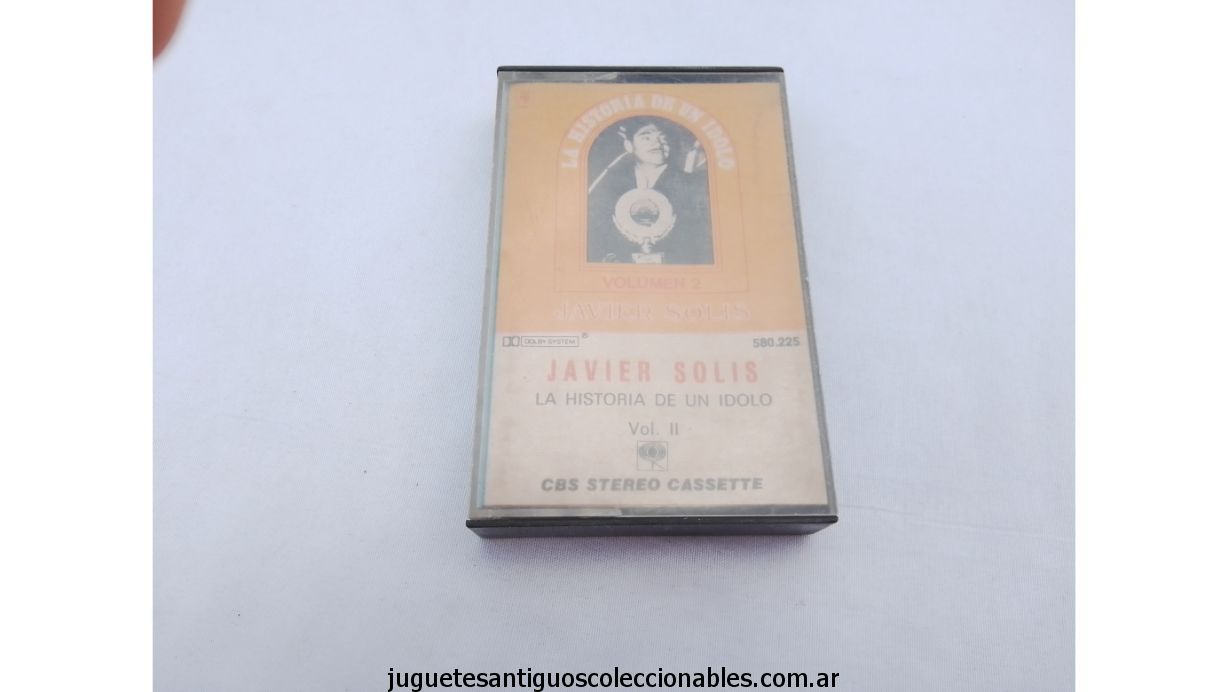 LA HISTORIA DE UN IDOLO
VOLUMEN 2
JAVIER SOLIS
DOLBY SYSTEM ®
580.225
JAVIER SOLIS
LA HISTORIA DE UN IDOLO
Vol. II
CBS STEREO CASSETTE
juguetesantiguoscoleccionables.com.ar